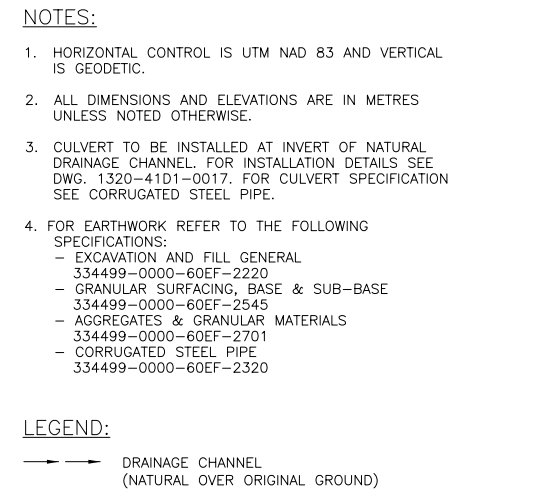 NOTES:
1. HORIZONTAL CONTROL IS UTM NAD 83 AND VERTICAL
IS GEODETIC.
2. ALL DIMENSIONS AND ELEVATIONS ARE IN METRES
UNLESS NOTED OTHERWISE.
3. CULVERT TO BE INSTALLED AT INVERT OF NATURAL
DRAINAGE CHANNEL. FOR INSTALLATION DETAILS SEE
DWG. 1320-41D1-0017. FOR CULVERT SPECIFICATION
SEE CORRUGATED STEEL PIPE.
4. FOR EARTHWORK REFER TO THE FOLLOWING
SPECIFICATIONS:
- EXCAVATION AND FILL GENERAL
334499-0000-60EF-2220
- GRANULAR SURFACING, BASE & SUB-BASE
334499-0000-60EF-2545
- AGGREGATES & GRANULAR MATERIALS
334499-0000-60EF-2701
- CORRUGATED STEEL PIPE
334499-0000-60EF-2320
LEGEND:
DRAINAGE CHANNEL
(NATURAL OVER ORIGINAL GROUND)